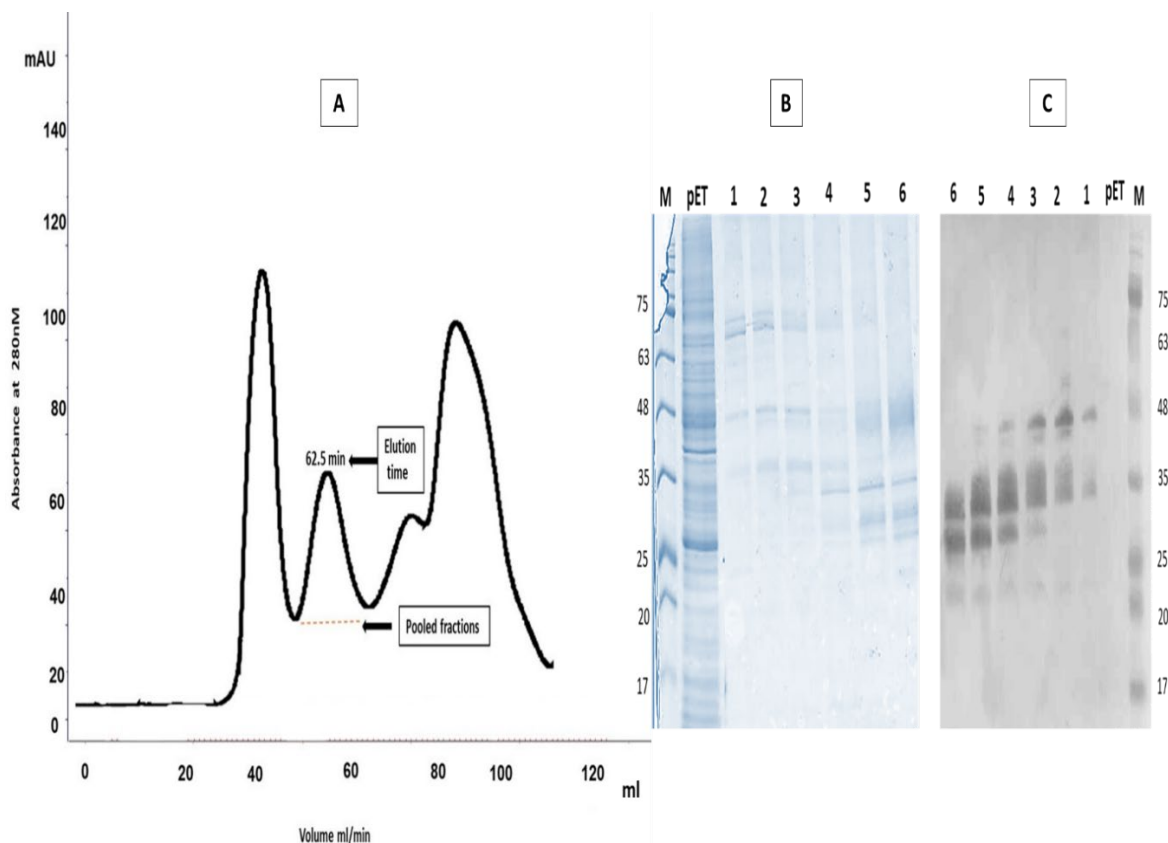 mAU
A
B
C
140
120
100
80
60
40
20
0
Absorbance at 280nM
62.5 min
Elution
time
Pooled fractions
0 20 40 60 80 100 120
ml
Volume ml/min
M pET 1 2 3 4 5 6
75
63
48
35
25
20
17
6 5 4 3 2 1 pET M
75
63
48
35
25
20
17